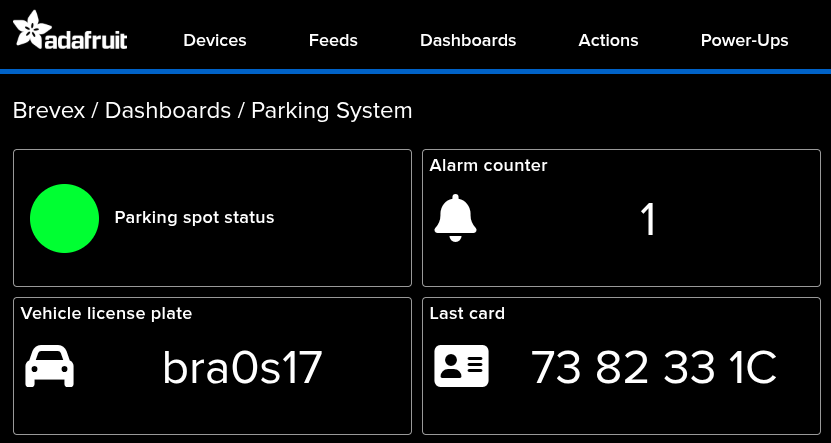 adafruit
Devices Feeds Dashboards Actions Power-Ups
Brevex / Dashboards / Parking System
Parking spot status
Alarm counter
1
Vehicle license plate
bra0s17
Last card
73 82 33 1C